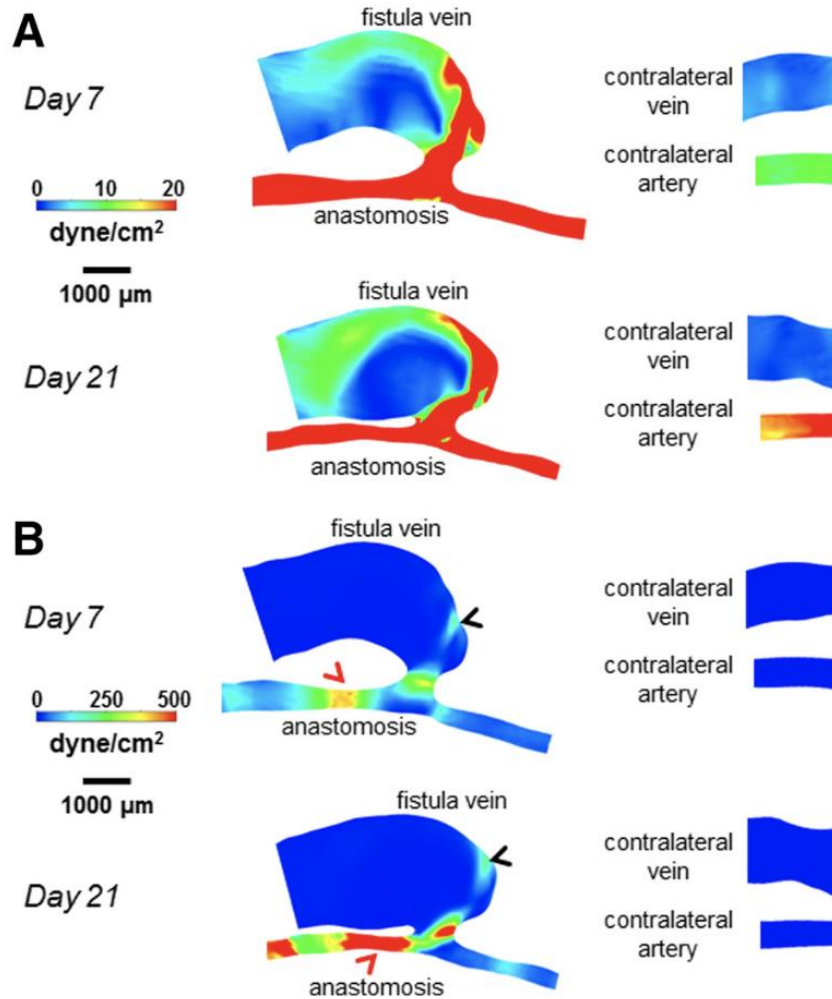 A
fistula vein
Day 7
contralateral
vein
contralateral
artery
0 10 20
dyne/cm²
anastomosis
1000 µm
fistula vein
Day 21
contralateral
vein
contralateral
artery
anastomosis
B
fistula vein
Day 7
contralateral
vein
contralateral
artery
0 250 500
dyne/cm²
anastomosis
1000 µm
fistula vein
Day 21
contralateral
vein
contralateral
artery
anastomosis